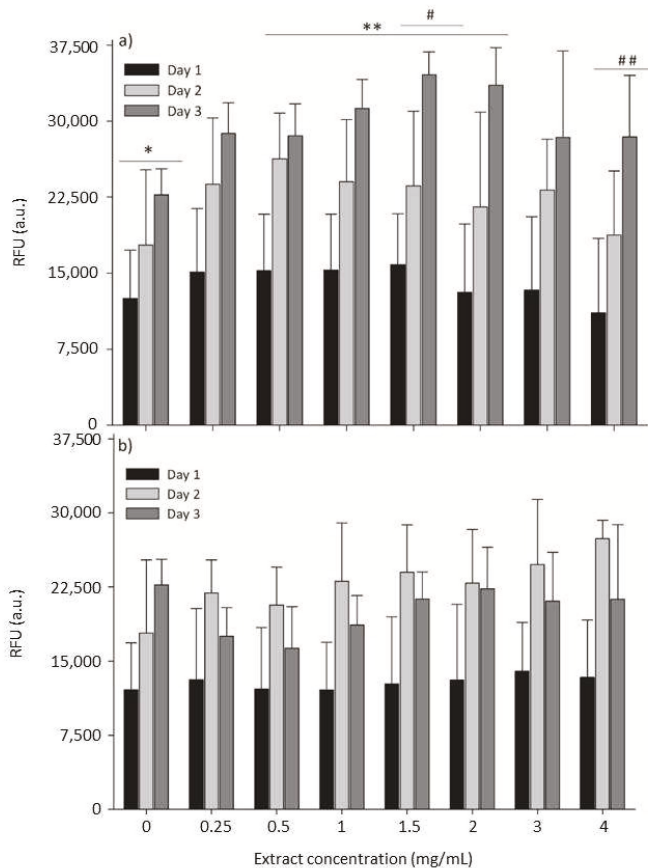 #
**
37,500
a)
Day 1
Day 2
Day 3
##
30,000
*
22,500
RFU (a.u.)
15,000
7,500
0
37,500
b)
Day 1
Day 2
Day 3
30,000
22,500
RFU (a.u.)
15,000
7,500
0
0 0.25 0.5 1 1.5 2 3 4
Extract concentration (mg/mL)